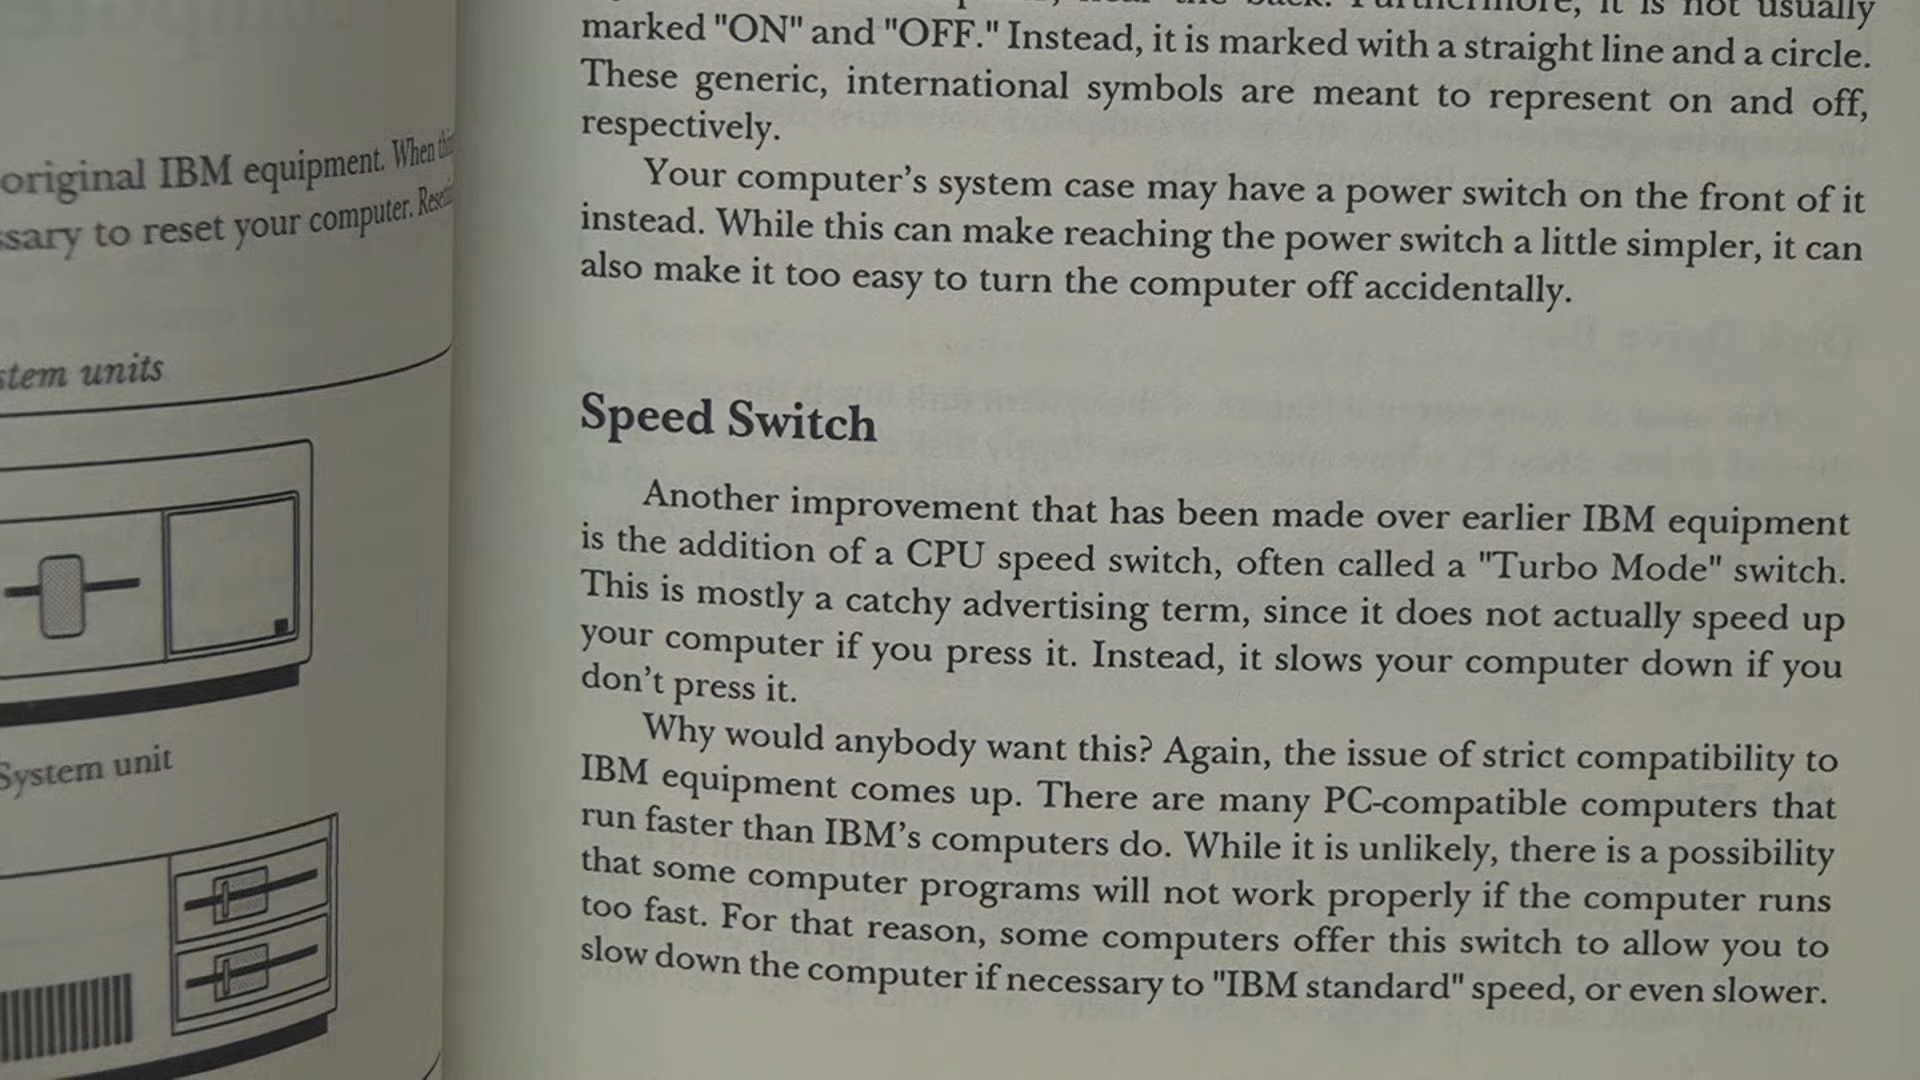 original IBM equipment. When this
ssary to reset your computer.
stem units
System unit
it is not usually
marked "ON" and "OFF." Instead, it is marked with a straight line and a circle.
These generic, international symbols are meant to represent on and off,
respectively.
Your computer's system case may have a power switch on the front of it
instead. While this can make reaching the power switch a little simpler, it can
also make it too easy to turn the computer off accidentally.
Speed Switch
Another improvement that has been made over earlier IBM equipment
is the addition of a CPU speed switch, often called a "Turbo Mode" switch.
This is mostly a catchy advertising term, since it does not actually speed up
your computer if you press it. Instead, it slows your computer down if you
don't press it.
Why would anybody want this? Again, the issue of strict compatibility to
IBM equipment comes up. There are many PC-compatible computers that
run faster than IBM's computers do. While it is unlikely, there is a possibility
that some computer programs will not work properly if the computer runs
too fast. For that reason, some computers offer this switch to allow you to
slow down the computer if necessary to "IBM standard" speed, or even slower.